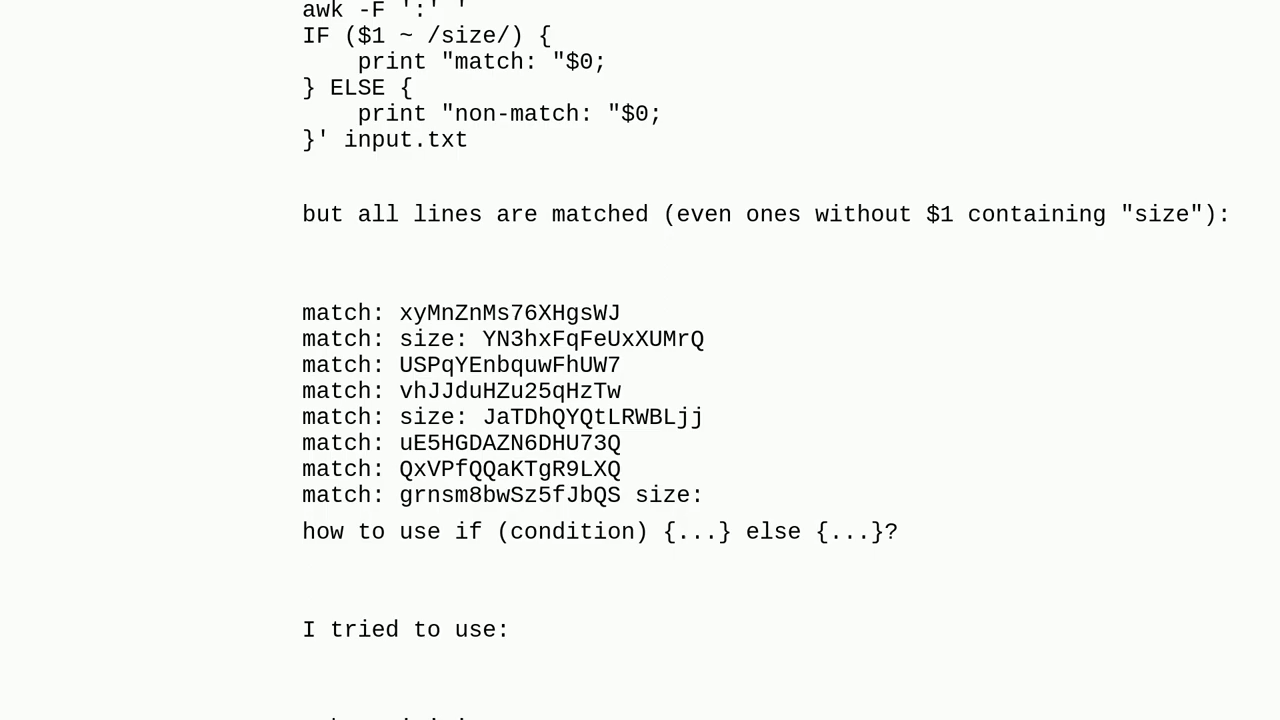 awk -F ':' '
IF ($1 ~ /size/) {
    print "match: "$0;
} ELSE {
    print "non-match: "$0;
}' input.txt
but all lines are matched (even ones without $1 containing "size"):
match: xyMnZnMs76XHgsWJ
match: size: YN3hxFqFeUxXUMrQ
match: USPqYEnbquwFhUW7
match: vhJJduHZu25qHzTw
match: size: JaTDhQYQtLRWBLjj
match: uE5HGDAZN6DHU73Q
match: QxVPfQQaKTgR9LXQ
match: grnsm8bwSz5fJbQS size:
how to use if (condition) {...} else {...}?
I tried to use: